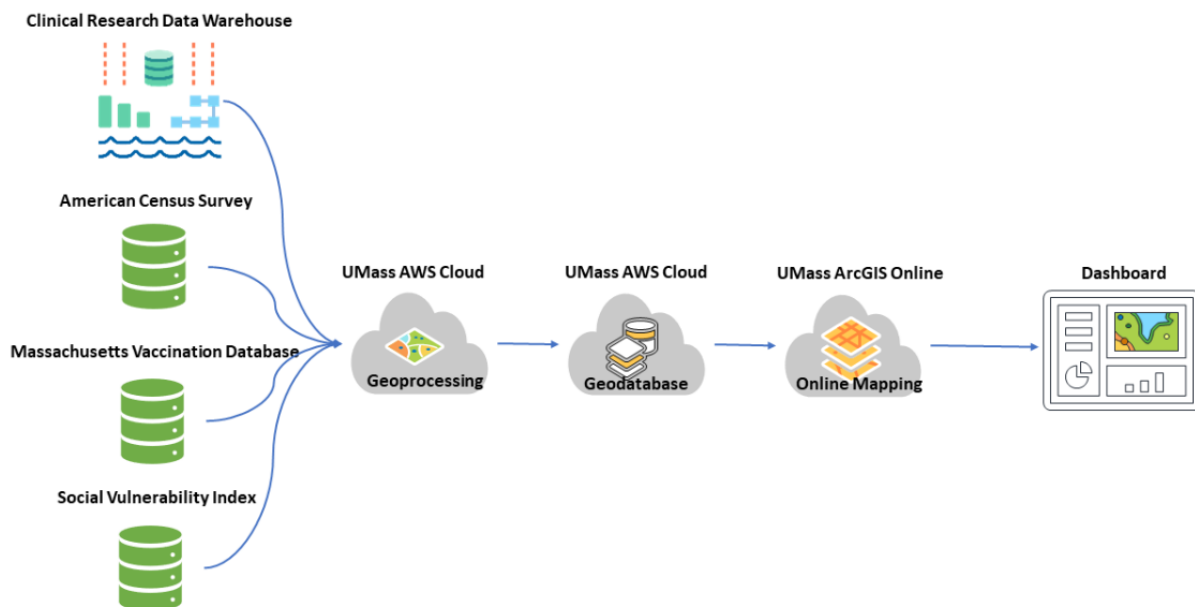 Clinical Research Data Warehouse
American Census Survey
Massachusetts Vaccination Database
Social Vulnerability Index
UMass AWS Cloud
Geoprocessing
UMass AWS Cloud
Geodatabase
UMass ArcGIS Online
Online Mapping
Dashboard